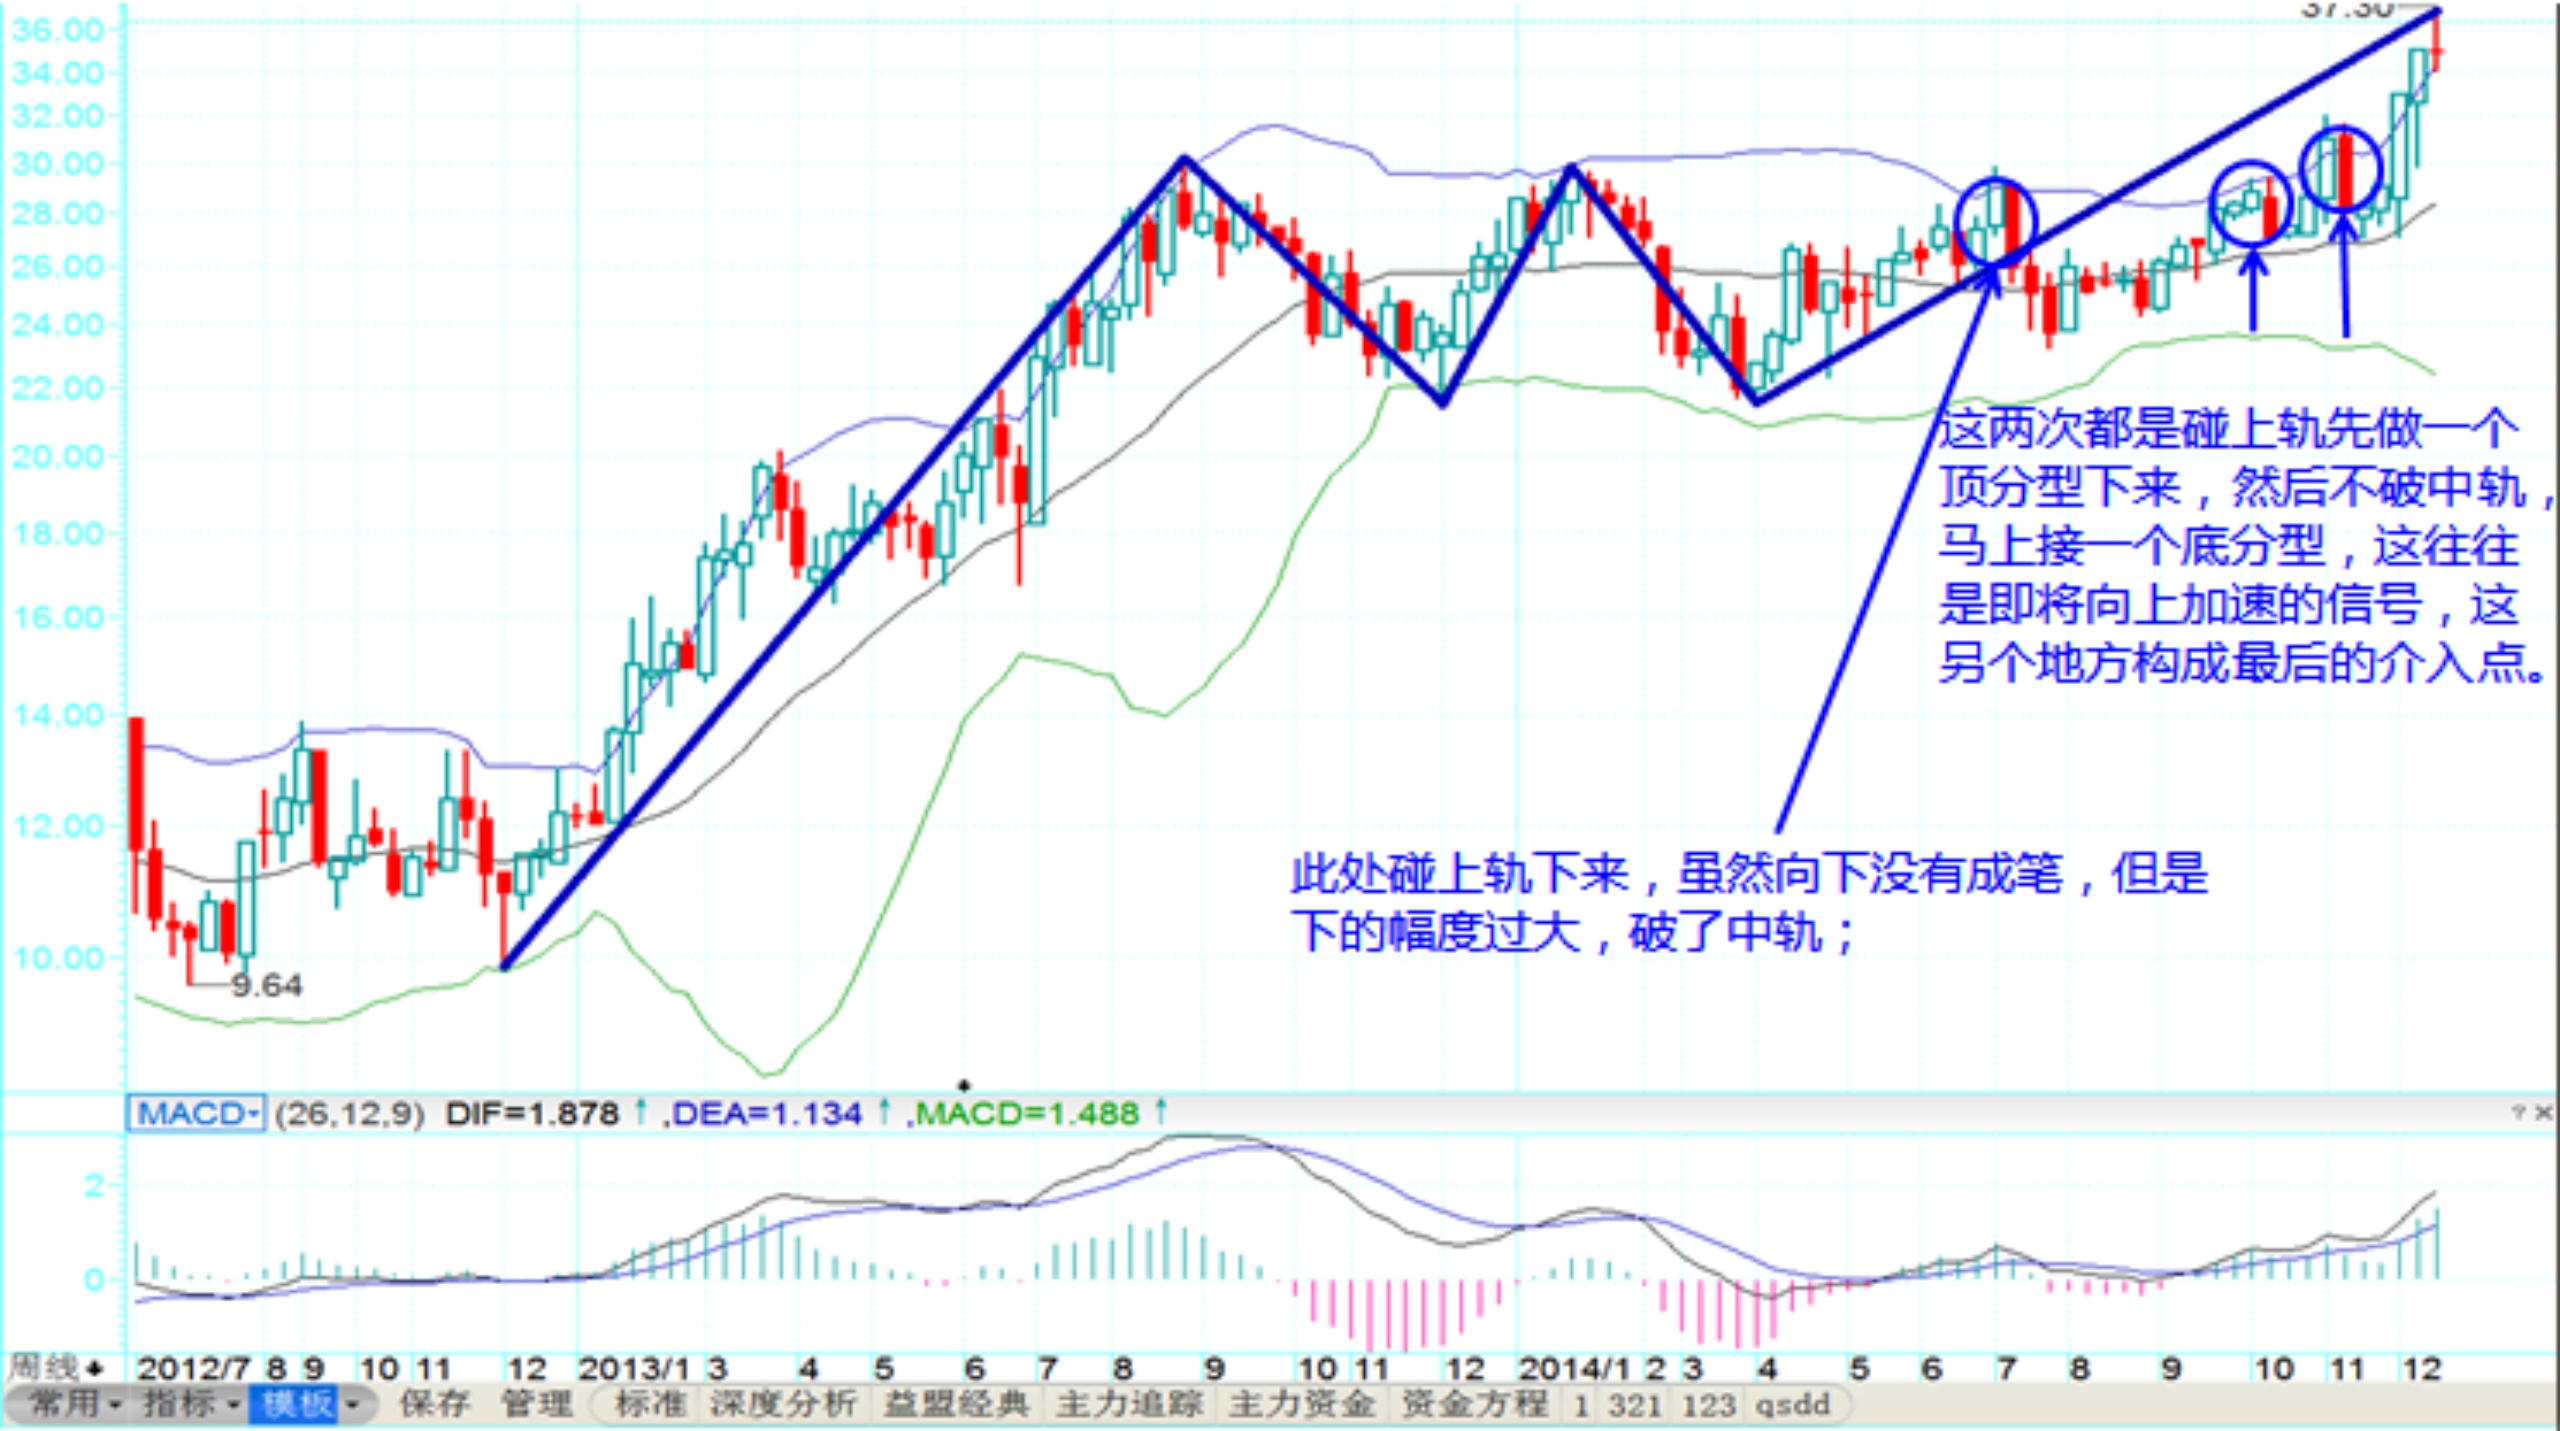 37.30
36.00
34.00
32.00
30.00
28.00
26.00
24.00
22.00
20.00
18.00
16.00
14.00
12.00
10.00
9.64
这两次都是碰上轨先做一个
顶分型下来，然后不破中轨，
马上接一个底分型，这往往
是即将向上加速的信号，这
另个地方构成最后的介入点。
此处碰上轨下来，虽然向下没有成笔，但是
下的幅度过大，破了中轨；
MACD (26,12,9) DIF=1.878↑,DEA=1.134↑,MACD=1.488↑ ? ×
2
0
周线 2012/7 8 9 10 11 12 2013/1 3 4 5 6 7 8 9 10 11 12 2014/1 2 3 4 5 6 7 8 9 10 11 12
常用 指标 模板 保存 管理 标准 深度分析 益盟经典 主力追踪 主力资金 资金方程 1 321 123 qsdd